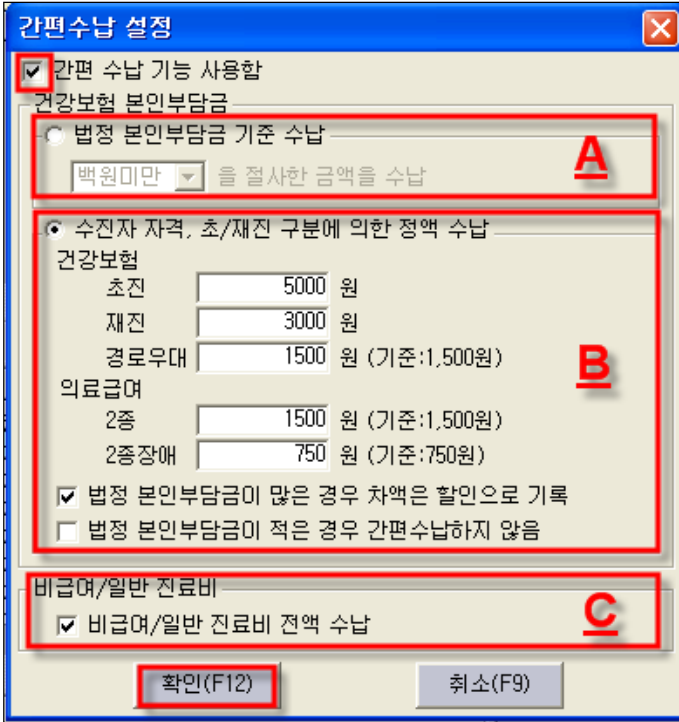 간편수납 설정
간편 수납 기능 사용함
건강보험 본인부담금
법정 본인부담금 기준 수납
A
백원미만 을 절사한 금액을 수납
수진자 자격, 초/재진 구분에 의한 정액 수납
건강보험
초진 5000 원
재진 3000 원
경로우대 1500 원 (기준:1,500원)
B
의료급여
2종 1500 원 (기준:1,500원)
2종장애 750 원 (기준:750원)
법정 본인부담금이 많은 경우 차액은 할인으로 기록
법정 본인부담금이 적은 경우 간편수납하지 않음
비급여/일반 진료비
C
비급여/일반 진료비 전액 수납
확인(F12) 취소(F9)